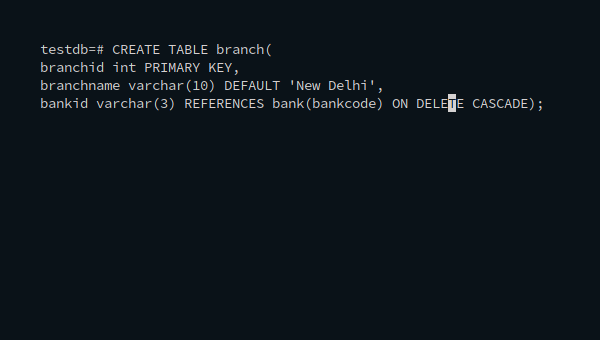 testdb=# CREATE TABLE branch(
branchid int PRIMARY KEY,
branchname varchar(10) DEFAULT 'New Delhi',
bankid varchar(3) REFERENCES bank(bankcode) ON DELETE CASCADE);